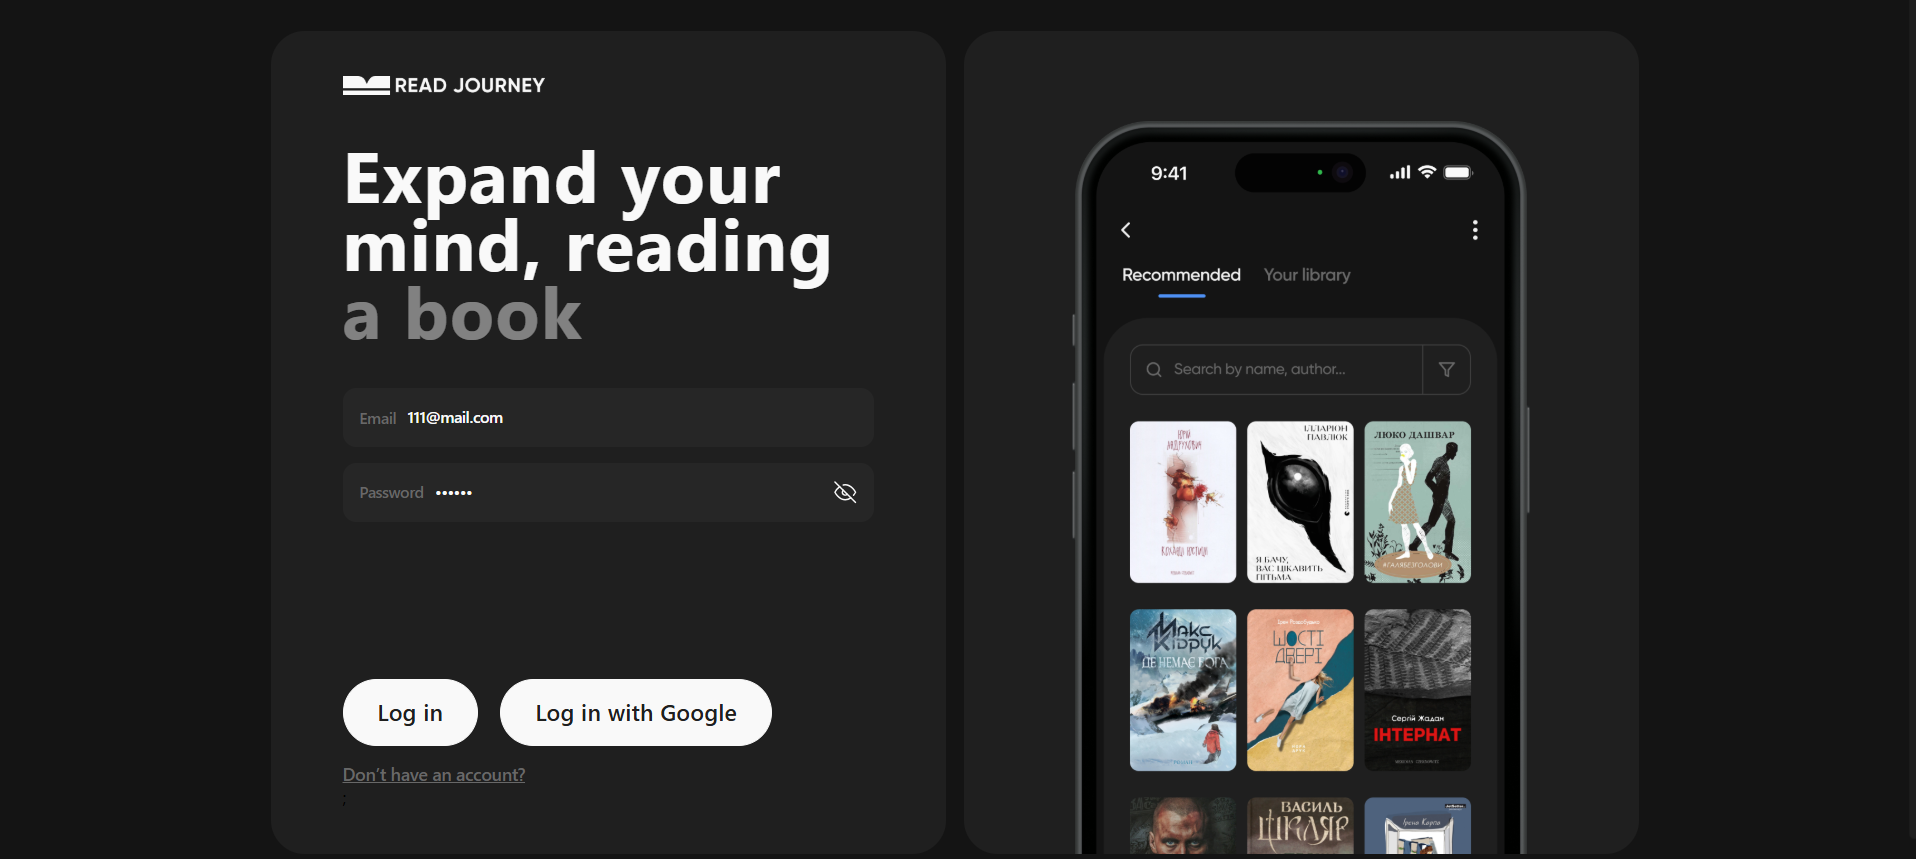 READ JOURNEY
Expand your
mind, reading
a book
Email 111@mail.com
Password ••••••
Log in
Log in with Google
Don't have an account?
;
9:41
Recommended
Your library
Search by name, author...
ЮРІЙ
АНДРУХОВИЧ
КОХАНЦІ ЮСТИЦІЇ
ІЛЛАРІОН
ПАВЛЮК
Я БАЧУ,
ВАС ЦІКАВИТЬ
ПІТЬМА
ЛЮКО ДАШВАР
#ГАЛЯБЕЗГОЛОВИ
Макс
Кідрук
ДЕ НЕМАЄ БОГА
ШОСТІ
ДВЕРІ
Сергій Жадан
ІНТЕРНАТ
ВАСИЛЬ
ШКЛЯР
Ірена Карпа